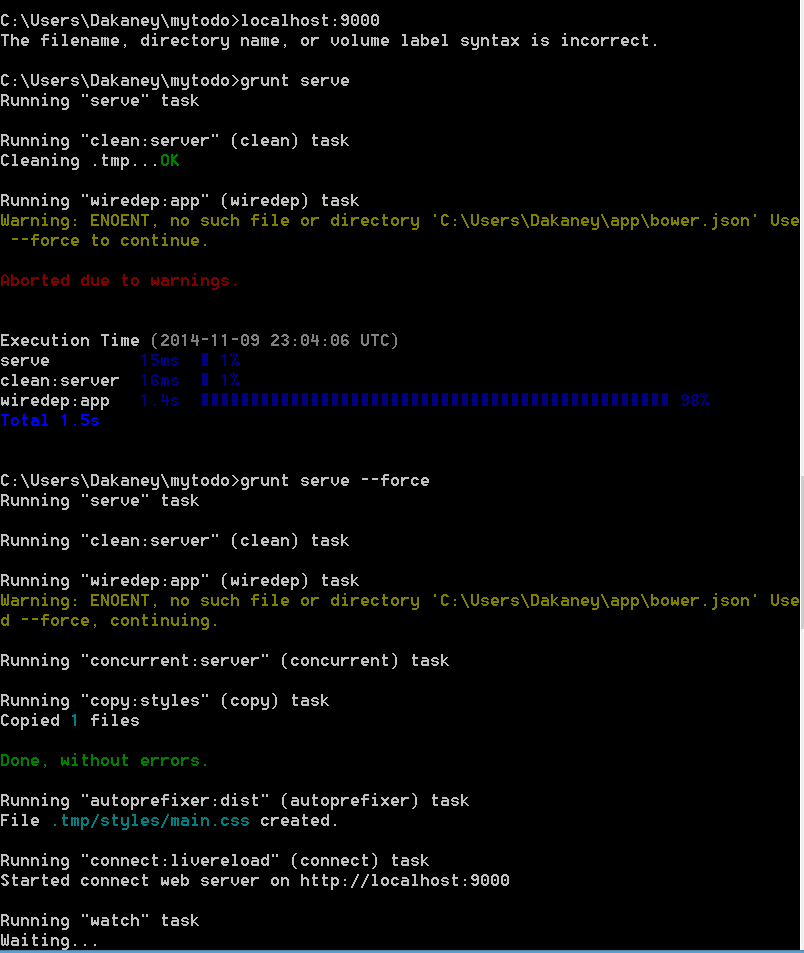 C:\Users\Dakaney\mytodo>localhost:9000
The filename, directory name, or volume label syntax is incorrect.
C:\Users\Dakaney\mytodo>grunt serve
Running "serve" task
Running "clean:server" (clean) task
Cleaning .tmp...OK
Running "wiredep:app" (wiredep) task
Warning: ENOENT, no such file or directory 'C:\Users\Dakaney\app\bower.json' Use
 --force to continue.
Aborted due to warnings.
Execution Time (2014-11-09 23:04:06 UTC)
serve 15ms 1%
clean:server 16ms 1%
wiredep:app 1.4s 98%
Total 1.5s
C:\Users\Dakaney\mytodo>grunt serve --force
Running "serve" task
Running "clean:server" (clean) task
Running "wiredep:app" (wiredep) task
Warning: ENOENT, no such file or directory 'C:\Users\Dakaney\app\bower.json' Use
d --force, continuing.
Running "concurrent:server" (concurrent) task
Running "copy:styles" (copy) task
Copied 1 files
Done, without errors.
Running "autoprefixer:dist" (autoprefixer) task
File .tmp/styles/main.css created.
Running "connect:livereload" (connect) task
Started connect web server on http://localhost:9000
Running "watch" task
Waiting...